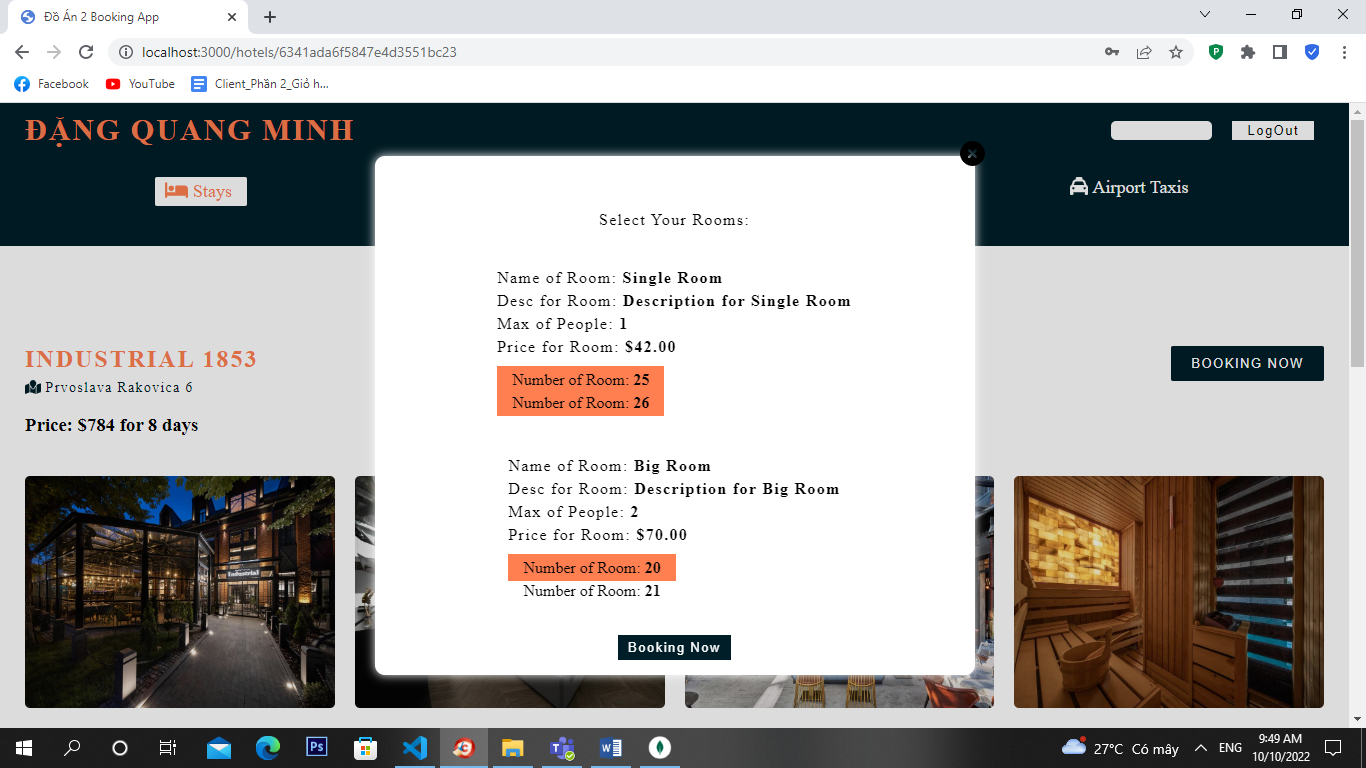 Đồ Án 2 Booking App
localhost:3000/hotels/6341ada6f5847e4d3551bc23
Facebook
YouTube
Client_Phần 2_Giỏ h...
ĐẶNG QUANG MINH
LogOut
Stays
Airport Taxis
Select Your Rooms:
Name of Room: Single Room
Desc for Room: Description for Single Room
Max of People: 1
Price for Room: $42.00
Number of Room: 25
Number of Room: 26
Name of Room: Big Room
Desc for Room: Description for Big Room
Max of People: 2
Price for Room: $70.00
Number of Room: 20
Number of Room: 21
Booking Now
INDUSTRIAL 1853
BOOKING NOW
Prvoslava Rakovica 6
Price: $784 for 8 days
Industrial
Ps
27°C Có mây
ENG
9:49 AM
10/10/2022